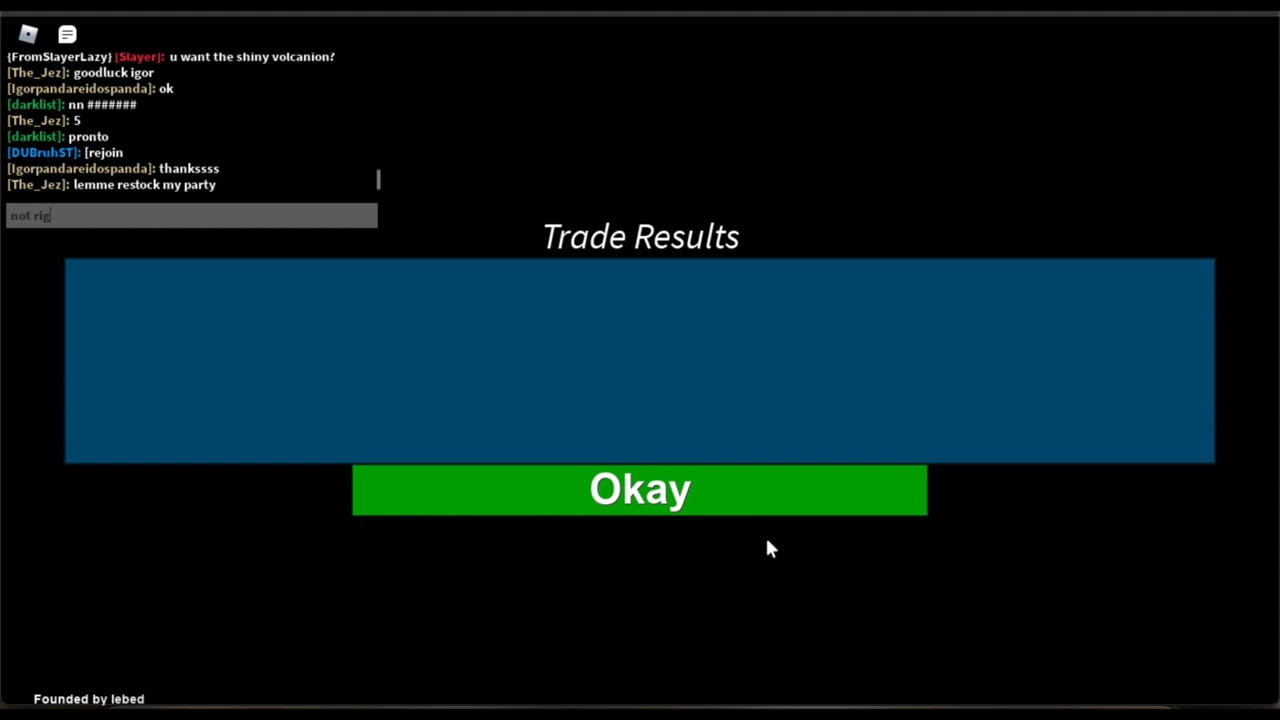 {FromSlayerLazy} [Slayer]: u want the shiny volcanion?
[The_Jez]: goodluck igor
[Igorpandareidospanda]: ok
[darklist]: nn #######
[The_Jez]: 5
[darklist]: pronto
[DUBruhST]: [rejoin
[Igorpandareidospanda]: thankssss
[The_Jez]: lemme restock my party
not rig
Trade Results
Okay
Founded by lebed